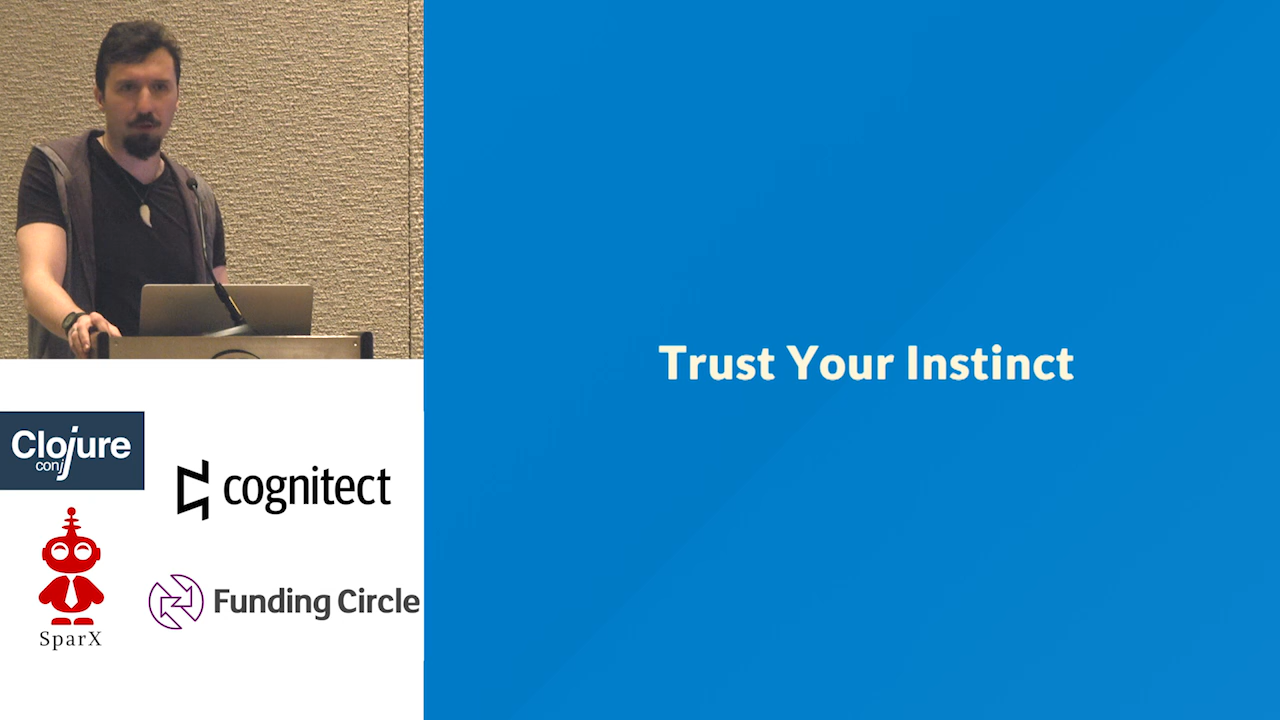 Trust Your Instinct
Clojure
conj
cognitect
SparX
Funding Circle